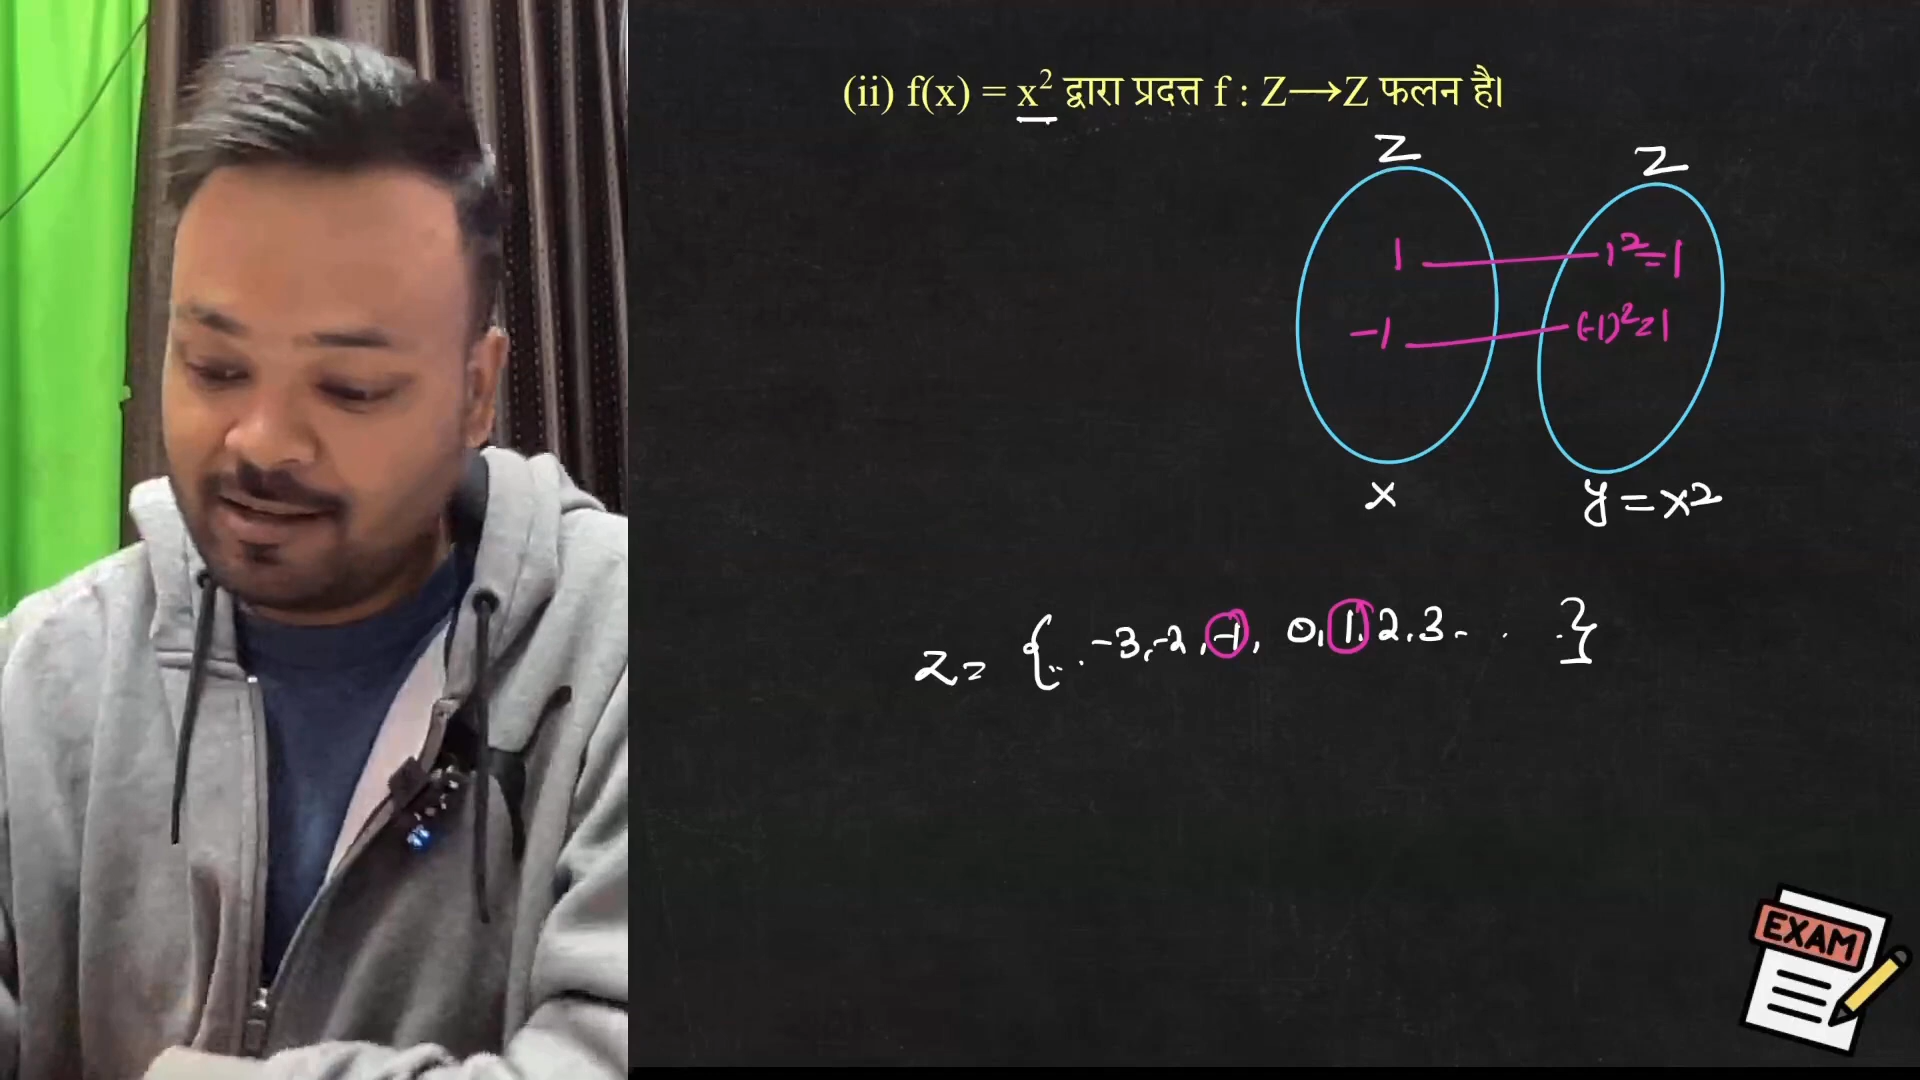 (ii) f(x) = x² द्वारा प्रदत्त f : Z⟶Z फलन है।
Z Z
1 1²=1
-1 (-1)²=1
x y = x²
Z = {... -3, -2, -1, 0, 1, 2, 3 - . . }
EXAM